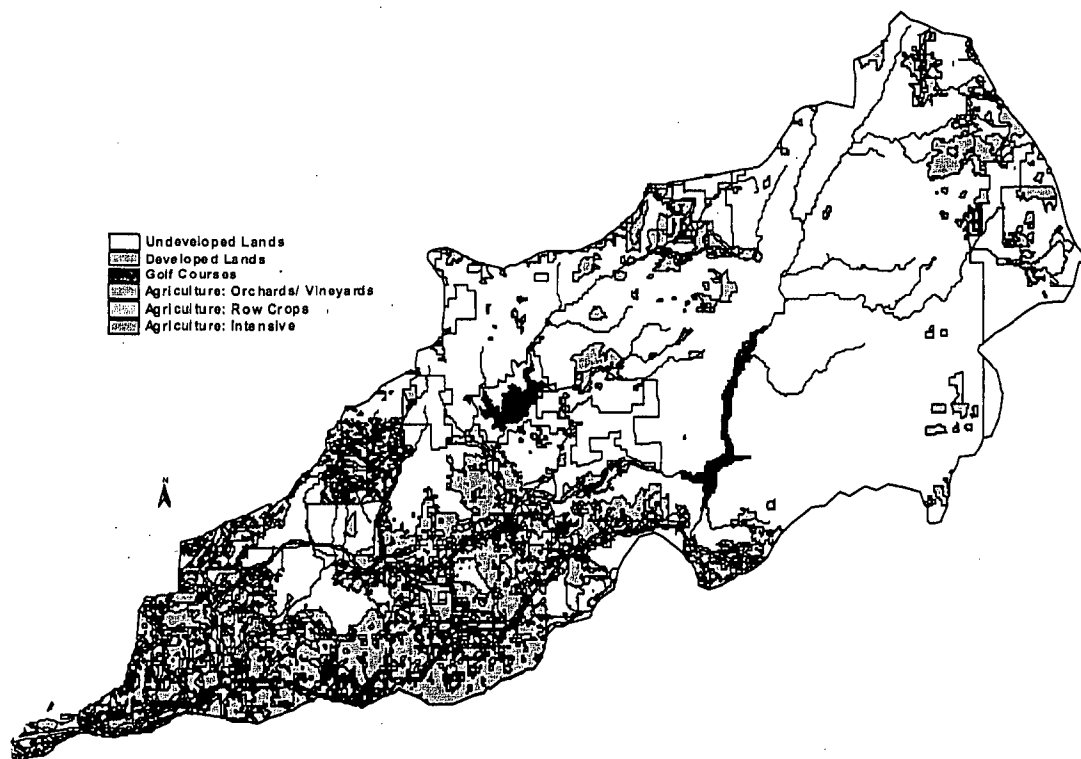 Undeveloped Lands
Developed Lands
Golf Courses
Agriculture: Orchards/ Vineyards
Agriculture: Row Crops
Agriculture: Intensive
N